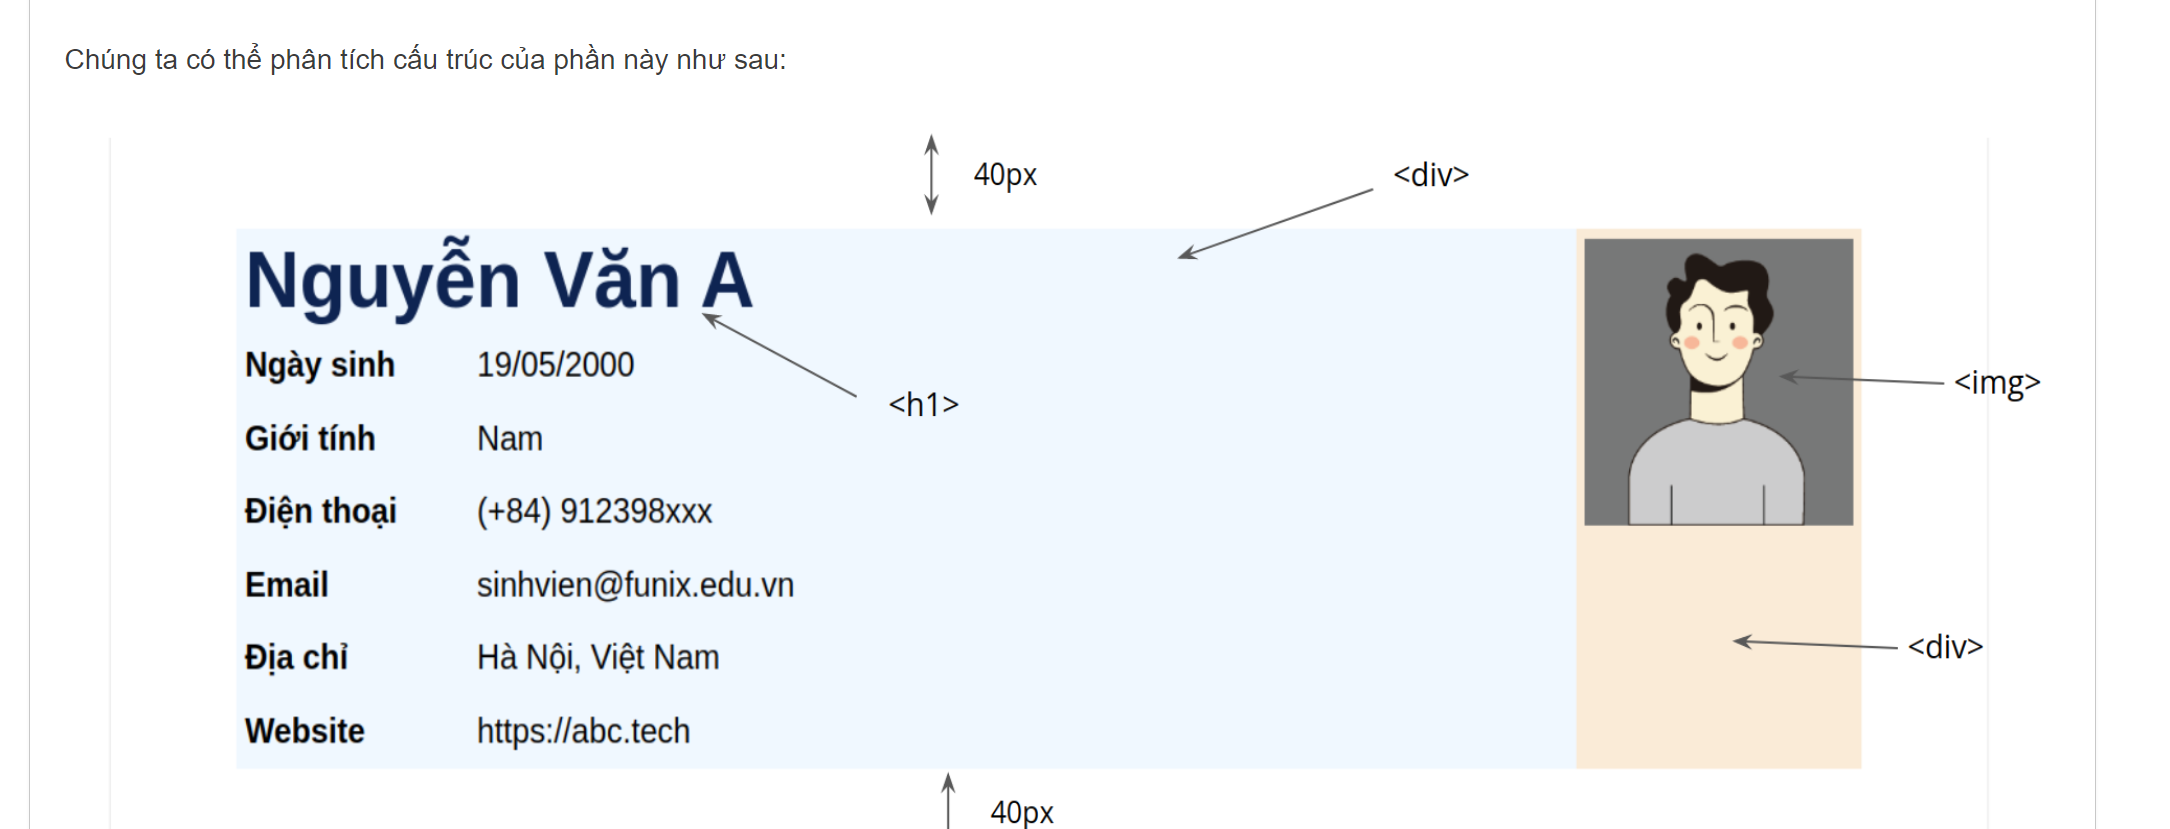 Chúng ta có thể phân tích cấu trúc của phần này như sau:
40px
<div>
Nguyễn Văn A
Ngày sinh 19/05/2000
<img>
<h1>
Giới tính Nam
Điện thoại (+84) 912398xxx
Email sinhvien@funix.edu.vn
<div>
Địa chỉ Hà Nội, Việt Nam
Website https://abc.tech
40px